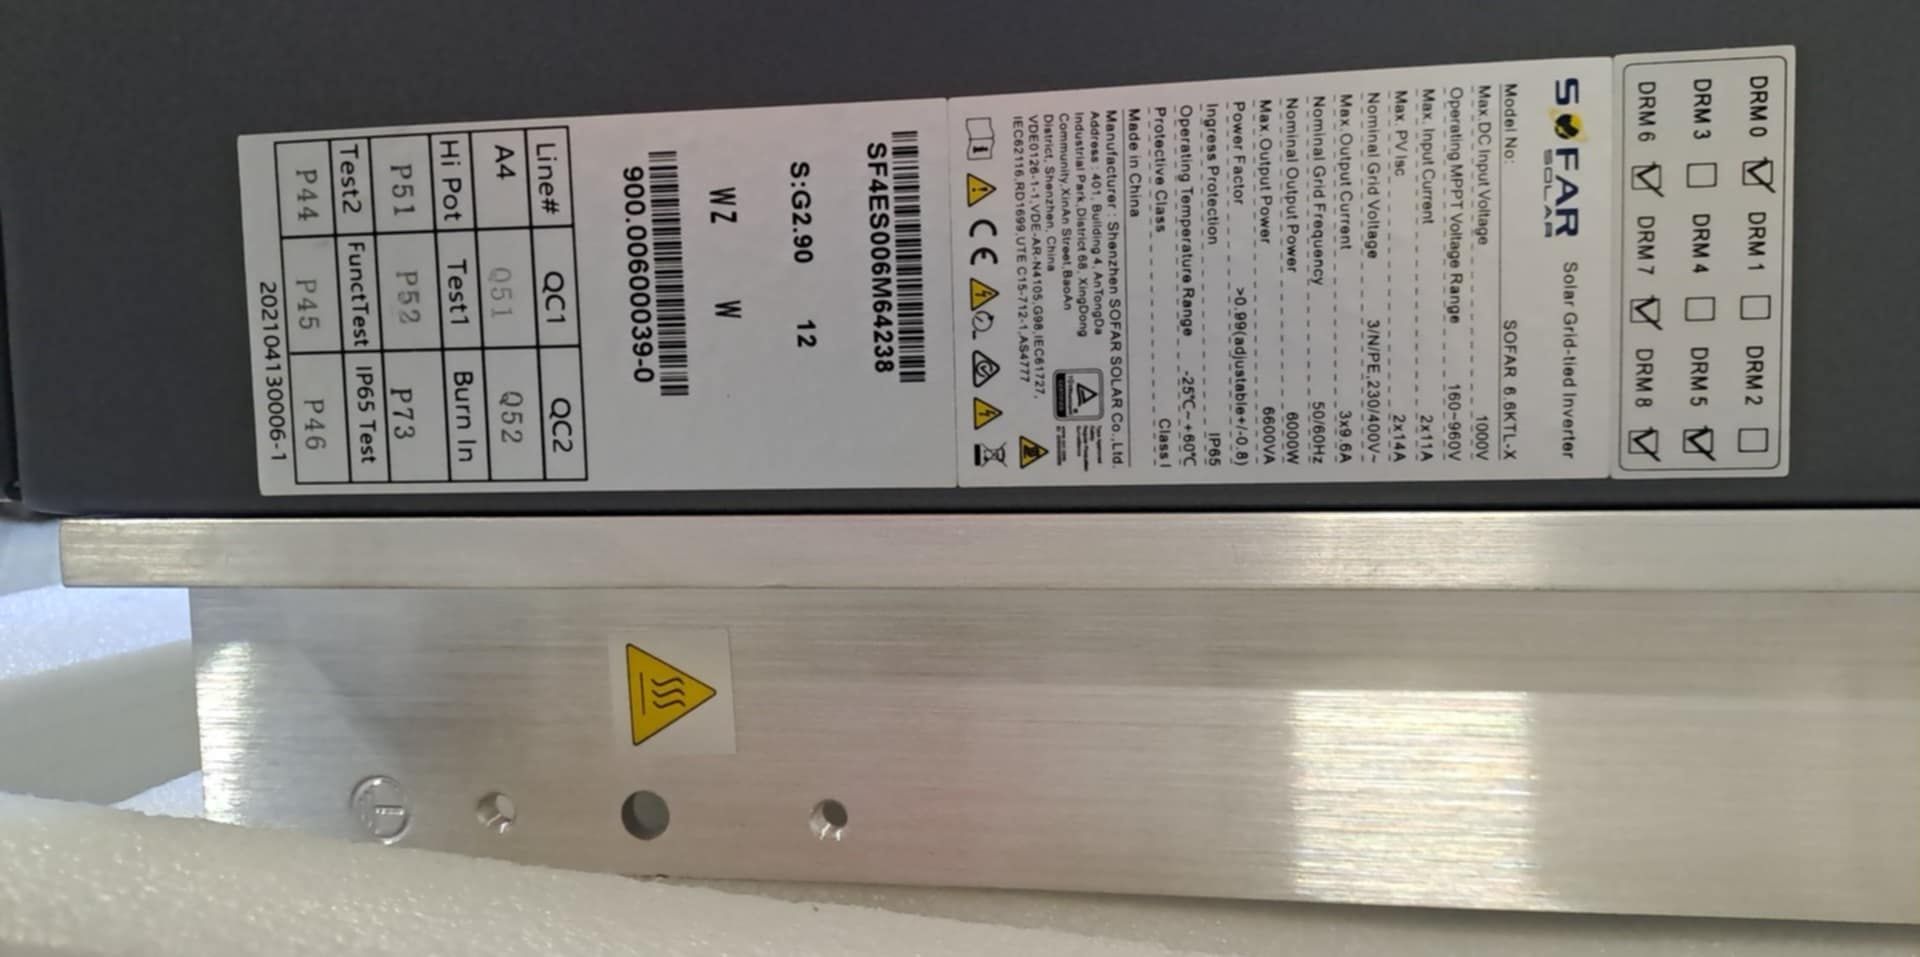 DRM 0 DRM 1 DRM 2
DRM 3 DRM 4 DRM 5
DRM 6 DRM 7 DRM 8
SOFAR
SOLAR
Solar Grid-tied Inverter
Model No: SOFAR 6.6KTL-X
Max.DC Input Voltage 1000V
Operating MPPT Voltage Range 160~960V
Max. Input Current 2x11A
Max. PV Isc 2x14A
Nominal Grid Voltage 3/N/PE,230/400V~
Max. Output Current 3x9.6A
Nominal Grid Frequency 50/60Hz
Nominal Output Power 6000W
Max. Output Power 6600VA
Power Factor >0.99(adjustable+/-0.8)
Ingress Protection IP65
Operating Temperature Range -25℃~+60℃
Protective Class Class I
Made in China
Manufacturer : Shenzhen SOFAR SOLAR Co.,Ltd.
Address : 401, Building 4, AnTongDa
Industrial Park, District 68, XingDong
Community,XinAn Street,BaoAn
District, Shenzhen, China
VDE0126-1-1,VDE-AR-N4105,G98,IEC61727,
IEC62116,RD1699,UTE C15-712-1,AS4777
CE
SF4ES006M64238
S:G2.90 12
WZ W
900.00600039-0
Line# QC1 QC2
A4 Q51 Q52
Hi Pot Test1 Burn In
P51 P52 P73
Test2 FunctTest IP65 Test
P44 P45 P46
202104130006-1